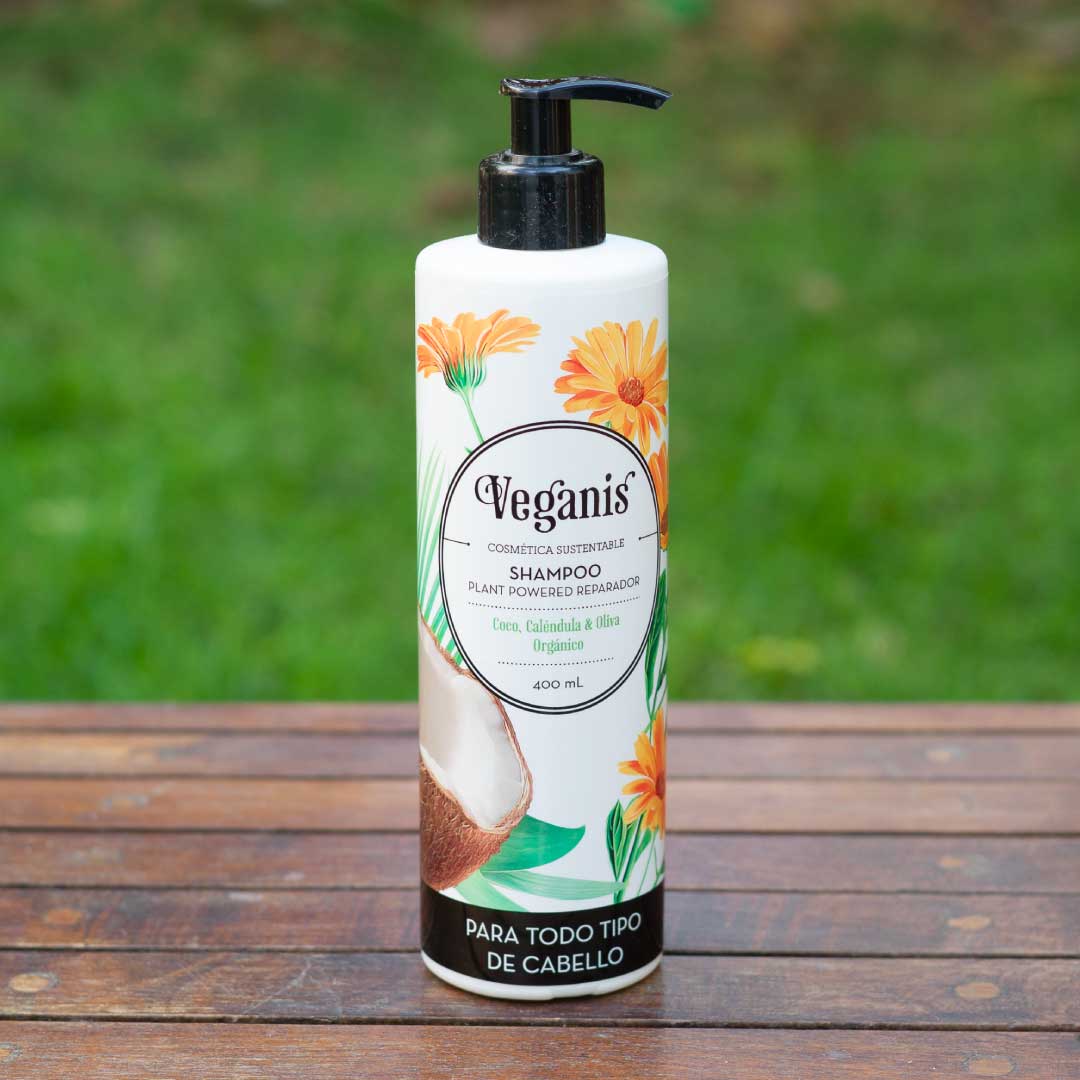 Veganis
COSMÉTICA SUSTENTABLE
SHAMPOO
PLANT POWERED REPARADOR
Coco, Caléndula & Oliva
Orgánico
400 mL
PARA TODO TIPO
DE CABELLO